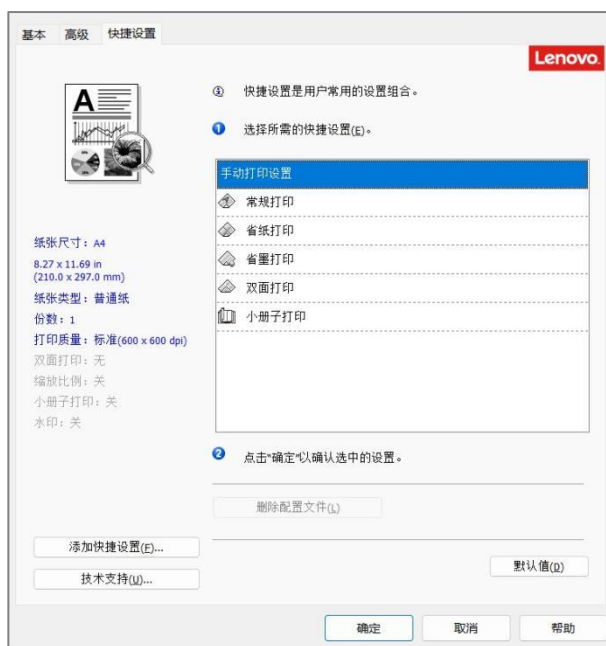 基本 高级 快捷设置
Lenovo.
A
① 快捷设置是用户常用的设置组合。
1 选择所需的快捷设置(E)。
手动打印设置
常规打印
省纸打印
省墨打印
双面打印
小册子打印
纸张尺寸：A4
8.27 x 11.69 in
(210.0 x 297.0 mm)
纸张类型：普通纸
份数：1
打印质量：标准(600 x 600 dpi)
双面打印：无
缩放比例：关
小册子打印：关
水印：关
2 点击"确定"以确认选中的设置。
删除配置文件(L)
添加快捷设置(F)...
技术支持(U)...
默认值(D)
确定 取消 帮助